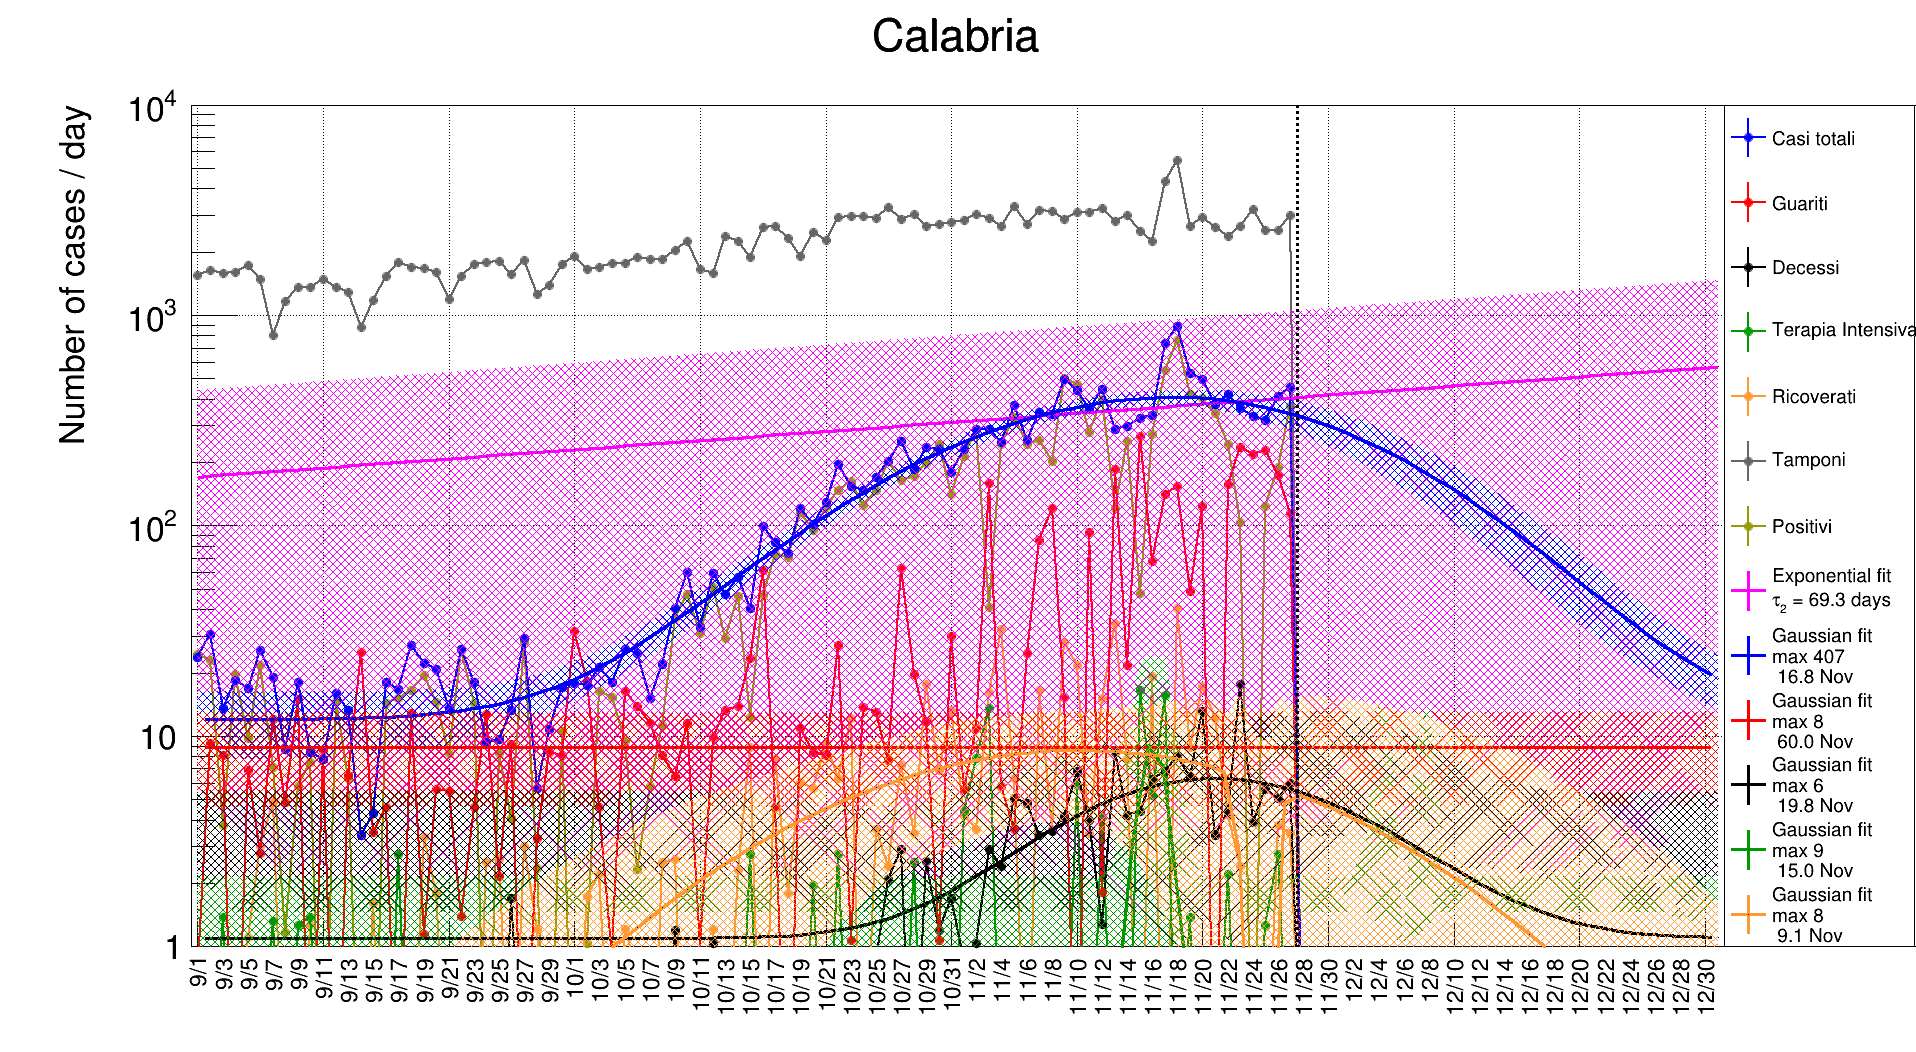 Calabria
Number of cases / day
10^4
10^3
10^2
10
1
9/1
9/3
9/5
9/7
9/9
9/11
9/13
9/15
9/17
9/19
9/21
9/23
9/25
9/27
9/29
10/1
10/3
10/5
10/7
10/9
10/11
10/13
10/15
10/17
10/19
10/21
10/23
10/25
10/27
10/29
10/31
11/2
11/4
11/6
11/8
11/10
11/12
11/14
11/16
11/18
11/20
11/22
11/24
11/26
11/28
11/30
12/2
12/4
12/6
12/8
12/10
12/12
12/14
12/16
12/18
12/20
12/22
12/24
12/26
12/28
12/30
Casi totali
Guariti
Decessi
Terapia Intensiva
Ricoverati
Tamponi
Positivi
Exponential fit
τ_2 = 69.3 days
Gaussian fit
max 407
16.8 Nov
Gaussian fit
max 8
60.0 Nov
Gaussian fit
max 6
19.8 Nov
Gaussian fit
max 9
15.0 Nov
Gaussian fit
max 8
9.1 Nov